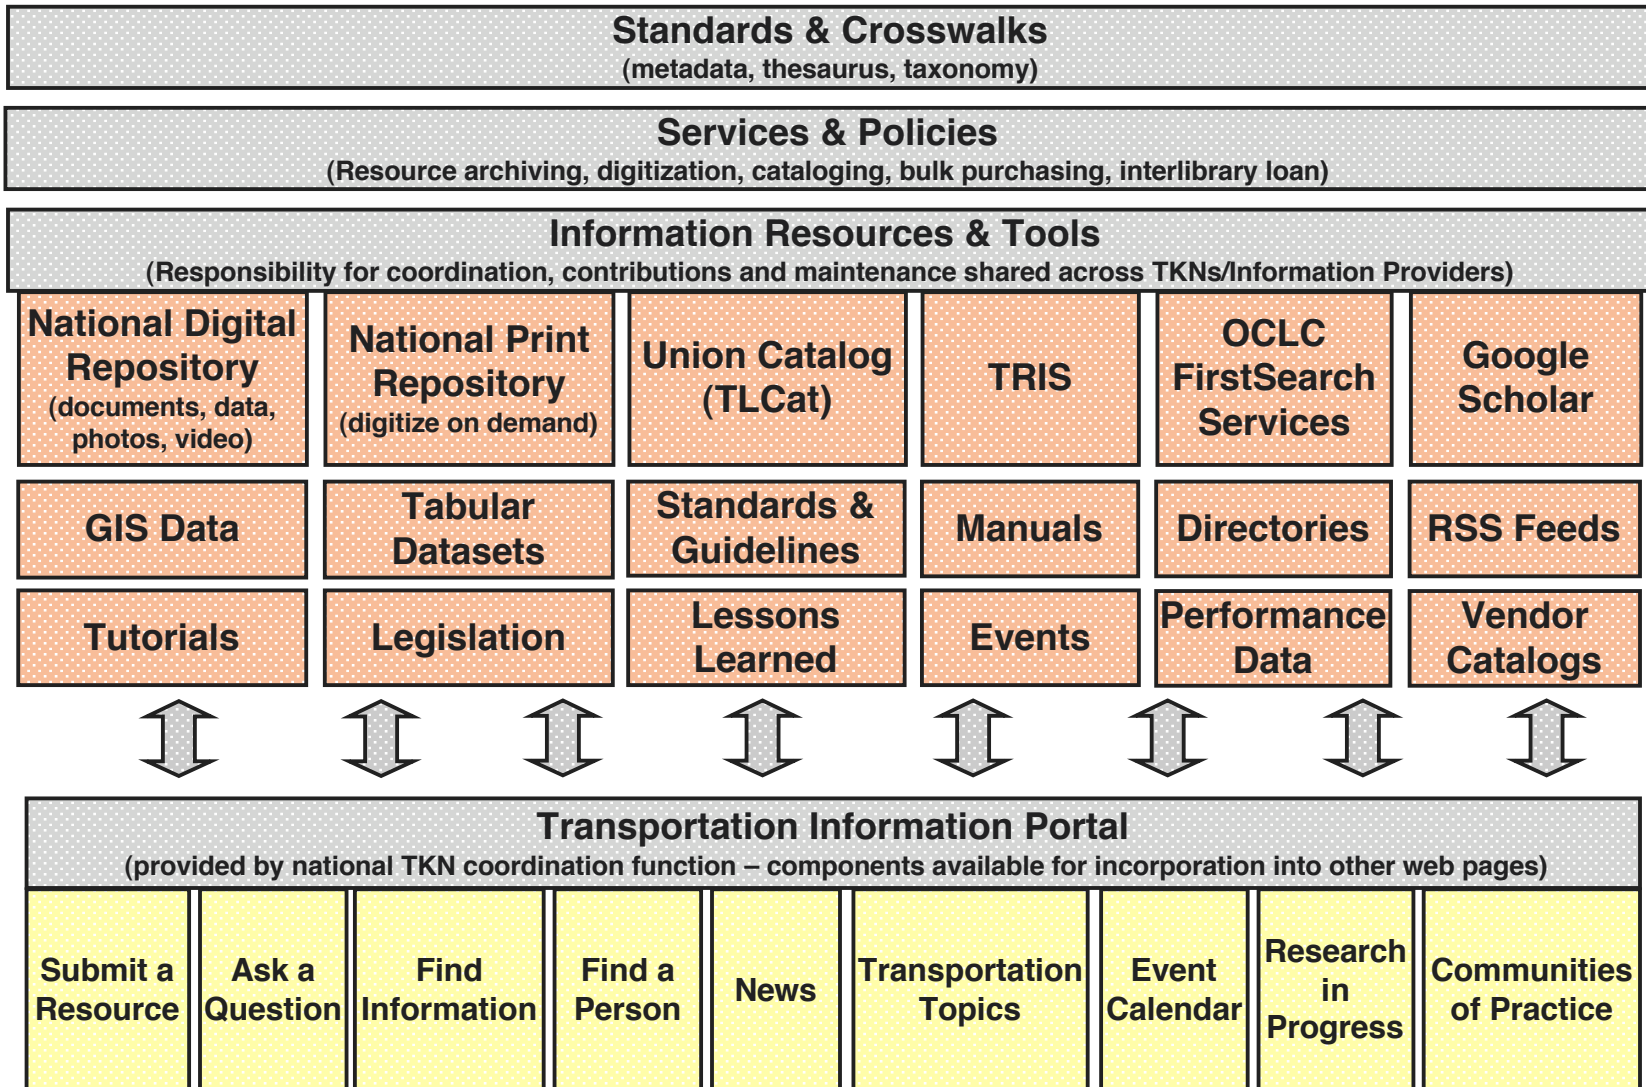 Standards & Crosswalks
(metadata, thesaurus, taxonomy)
Services & Policies
(Resource archiving, digitization, cataloging, bulk purchasing, interlibrary loan)
Information Resources & Tools
(Responsibility for coordination, contributions and maintenance shared across TKNs/Information Providers)
National Digital
Repository
(documents, data,
photos, video)
National Print
Repository
(digitize on demand)
Union Catalog
(TLCat)
TRIS
OCLC
FirstSearch
Services
Google
Scholar
GIS Data
Tabular
Datasets
Standards &
Guidelines
Manuals
Directories
RSS Feeds
Tutorials
Legislation
Lessons
Learned
Events
Performance
Data
Vendor
Catalogs
Transportation Information Portal
(provided by national TKN coordination function – components available for incorporation into other web pages)
Submit a
Resource
Ask a
Question
Find
Information
Find a
Person
News
Transportation
Topics
Event
Calendar
Research
in
Progress
Communities
of Practice